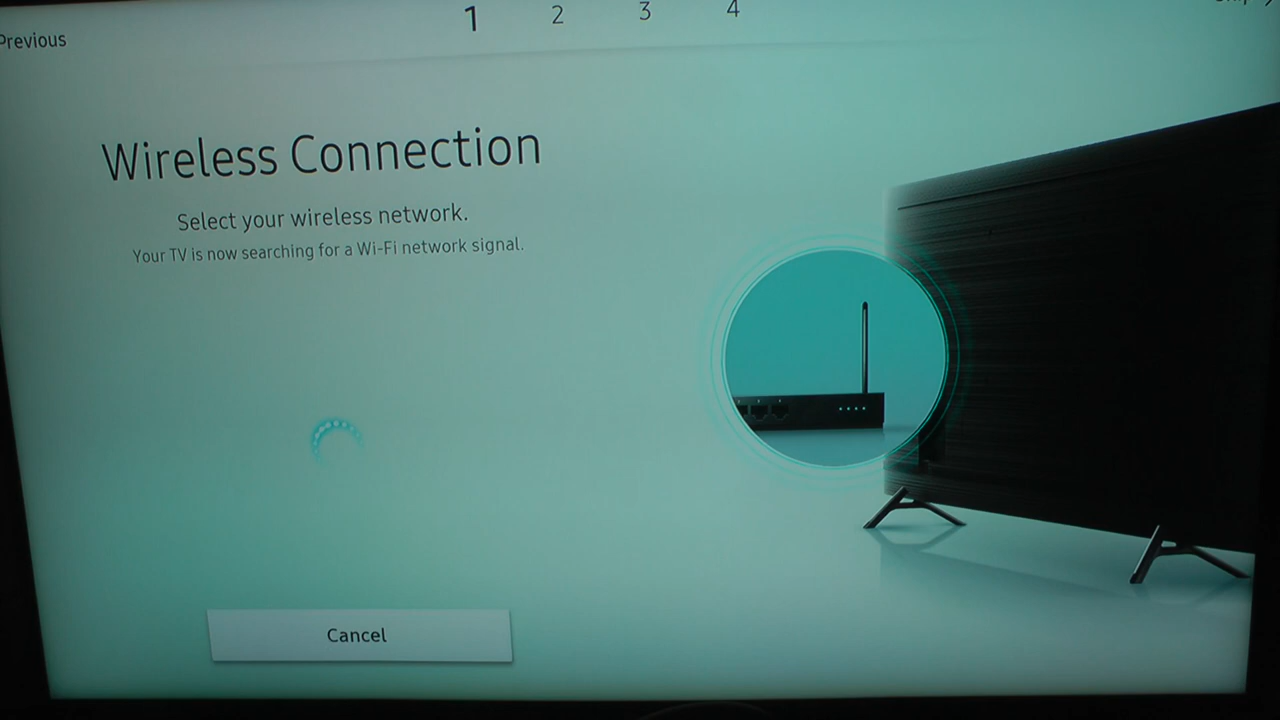 1 2 3 4
Previous
Wireless Connection
Select your wireless network.
Your TV is now searching for a Wi-Fi network signal.
Cancel